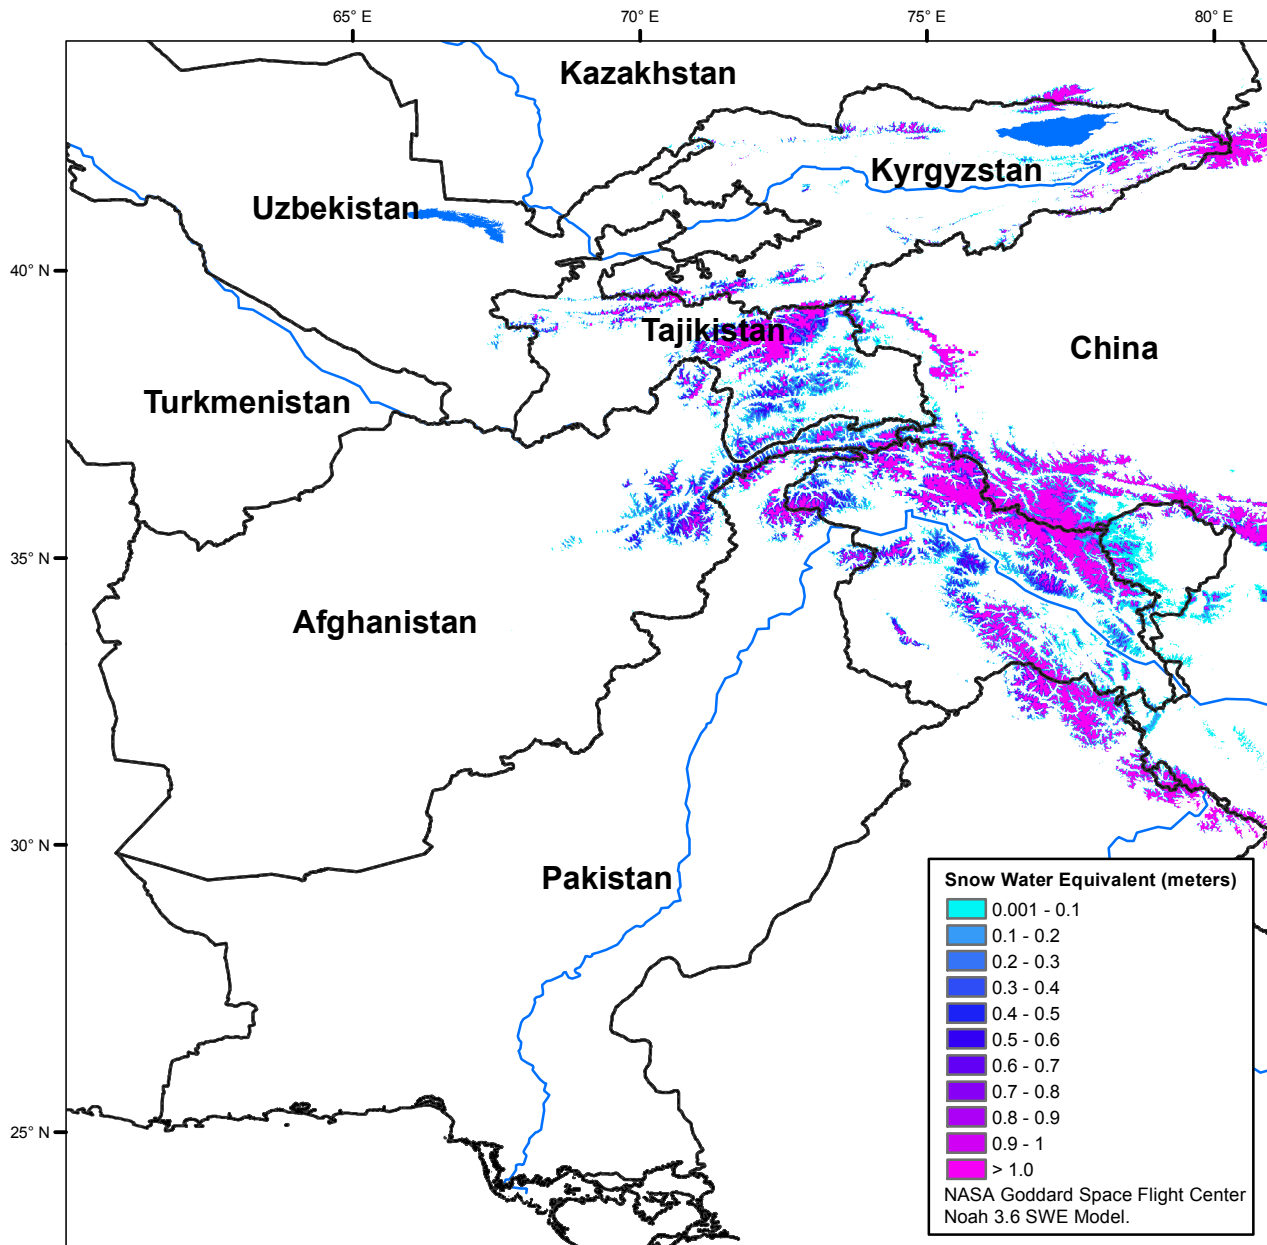 65° E
70° E
75° E
80° E
Kazakhstan
Kyrgyzstan
Uzbekistan
40° N
Tajikistan
China
Turkmenistan
35° N
Afghanistan
30° N
Pakistan
25° N
Snow Water Equivalent (meters)
0.001 - 0.1
0.1 - 0.2
0.2 - 0.3
0.3 - 0.4
0.4 - 0.5
0.5 - 0.6
0.6 - 0.7
0.7 - 0.8
0.8 - 0.9
0.9 - 1
> 1.0
NASA Goddard Space Flight Center
Noah 3.6 SWE Model.